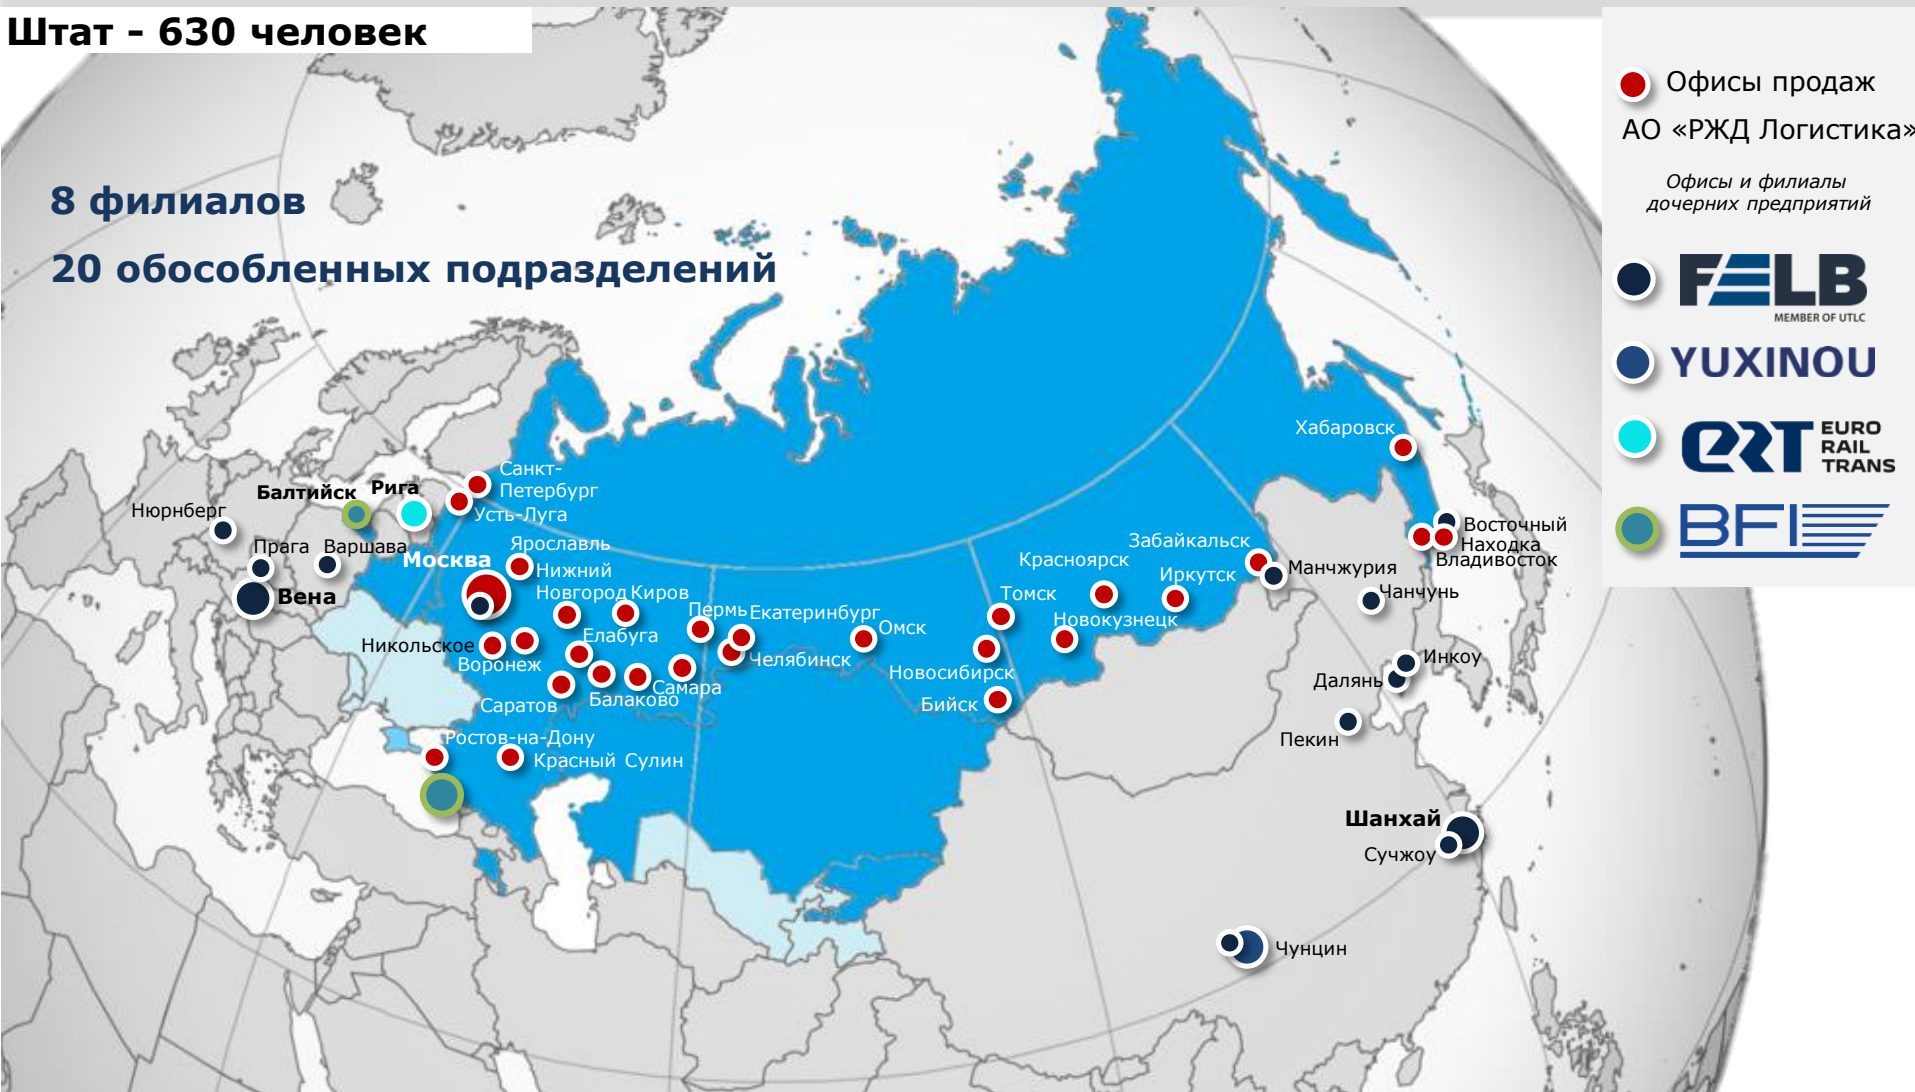 Штат - 630 человек
8 филиалов
20 обособленных подразделений
Офисы продаж
АО «РЖД Логистика»
Офисы и филиалы
дочерних предприятий
FELB
MEMBER OF UTLC
YUXINOU
ERT EURO
RAIL
TRANS
BFI
Хабаровск
Санкт-
Петербург
Усть-Луга
Балтийск
Рига
Нюрнберг
Прага
Варшава
Вена
Москва
Ярославль
Нижний
Новгород
Киров
Пермь
Екатеринбург
Елабуга
Никольское
Воронеж
Саратов
Балаково
Самара
Челябинск
Омск
Томск
Новосибирск
Бийск
Красноярск
Новокузнецк
Иркутск
Забайкальск
Манчжурия
Чанчунь
Восточный
Находка
Владивосток
Инкоу
Далянь
Пекин
Ростов-на-Дону
Красный Сулин
Шанхай
Сучжоу
Чунцин